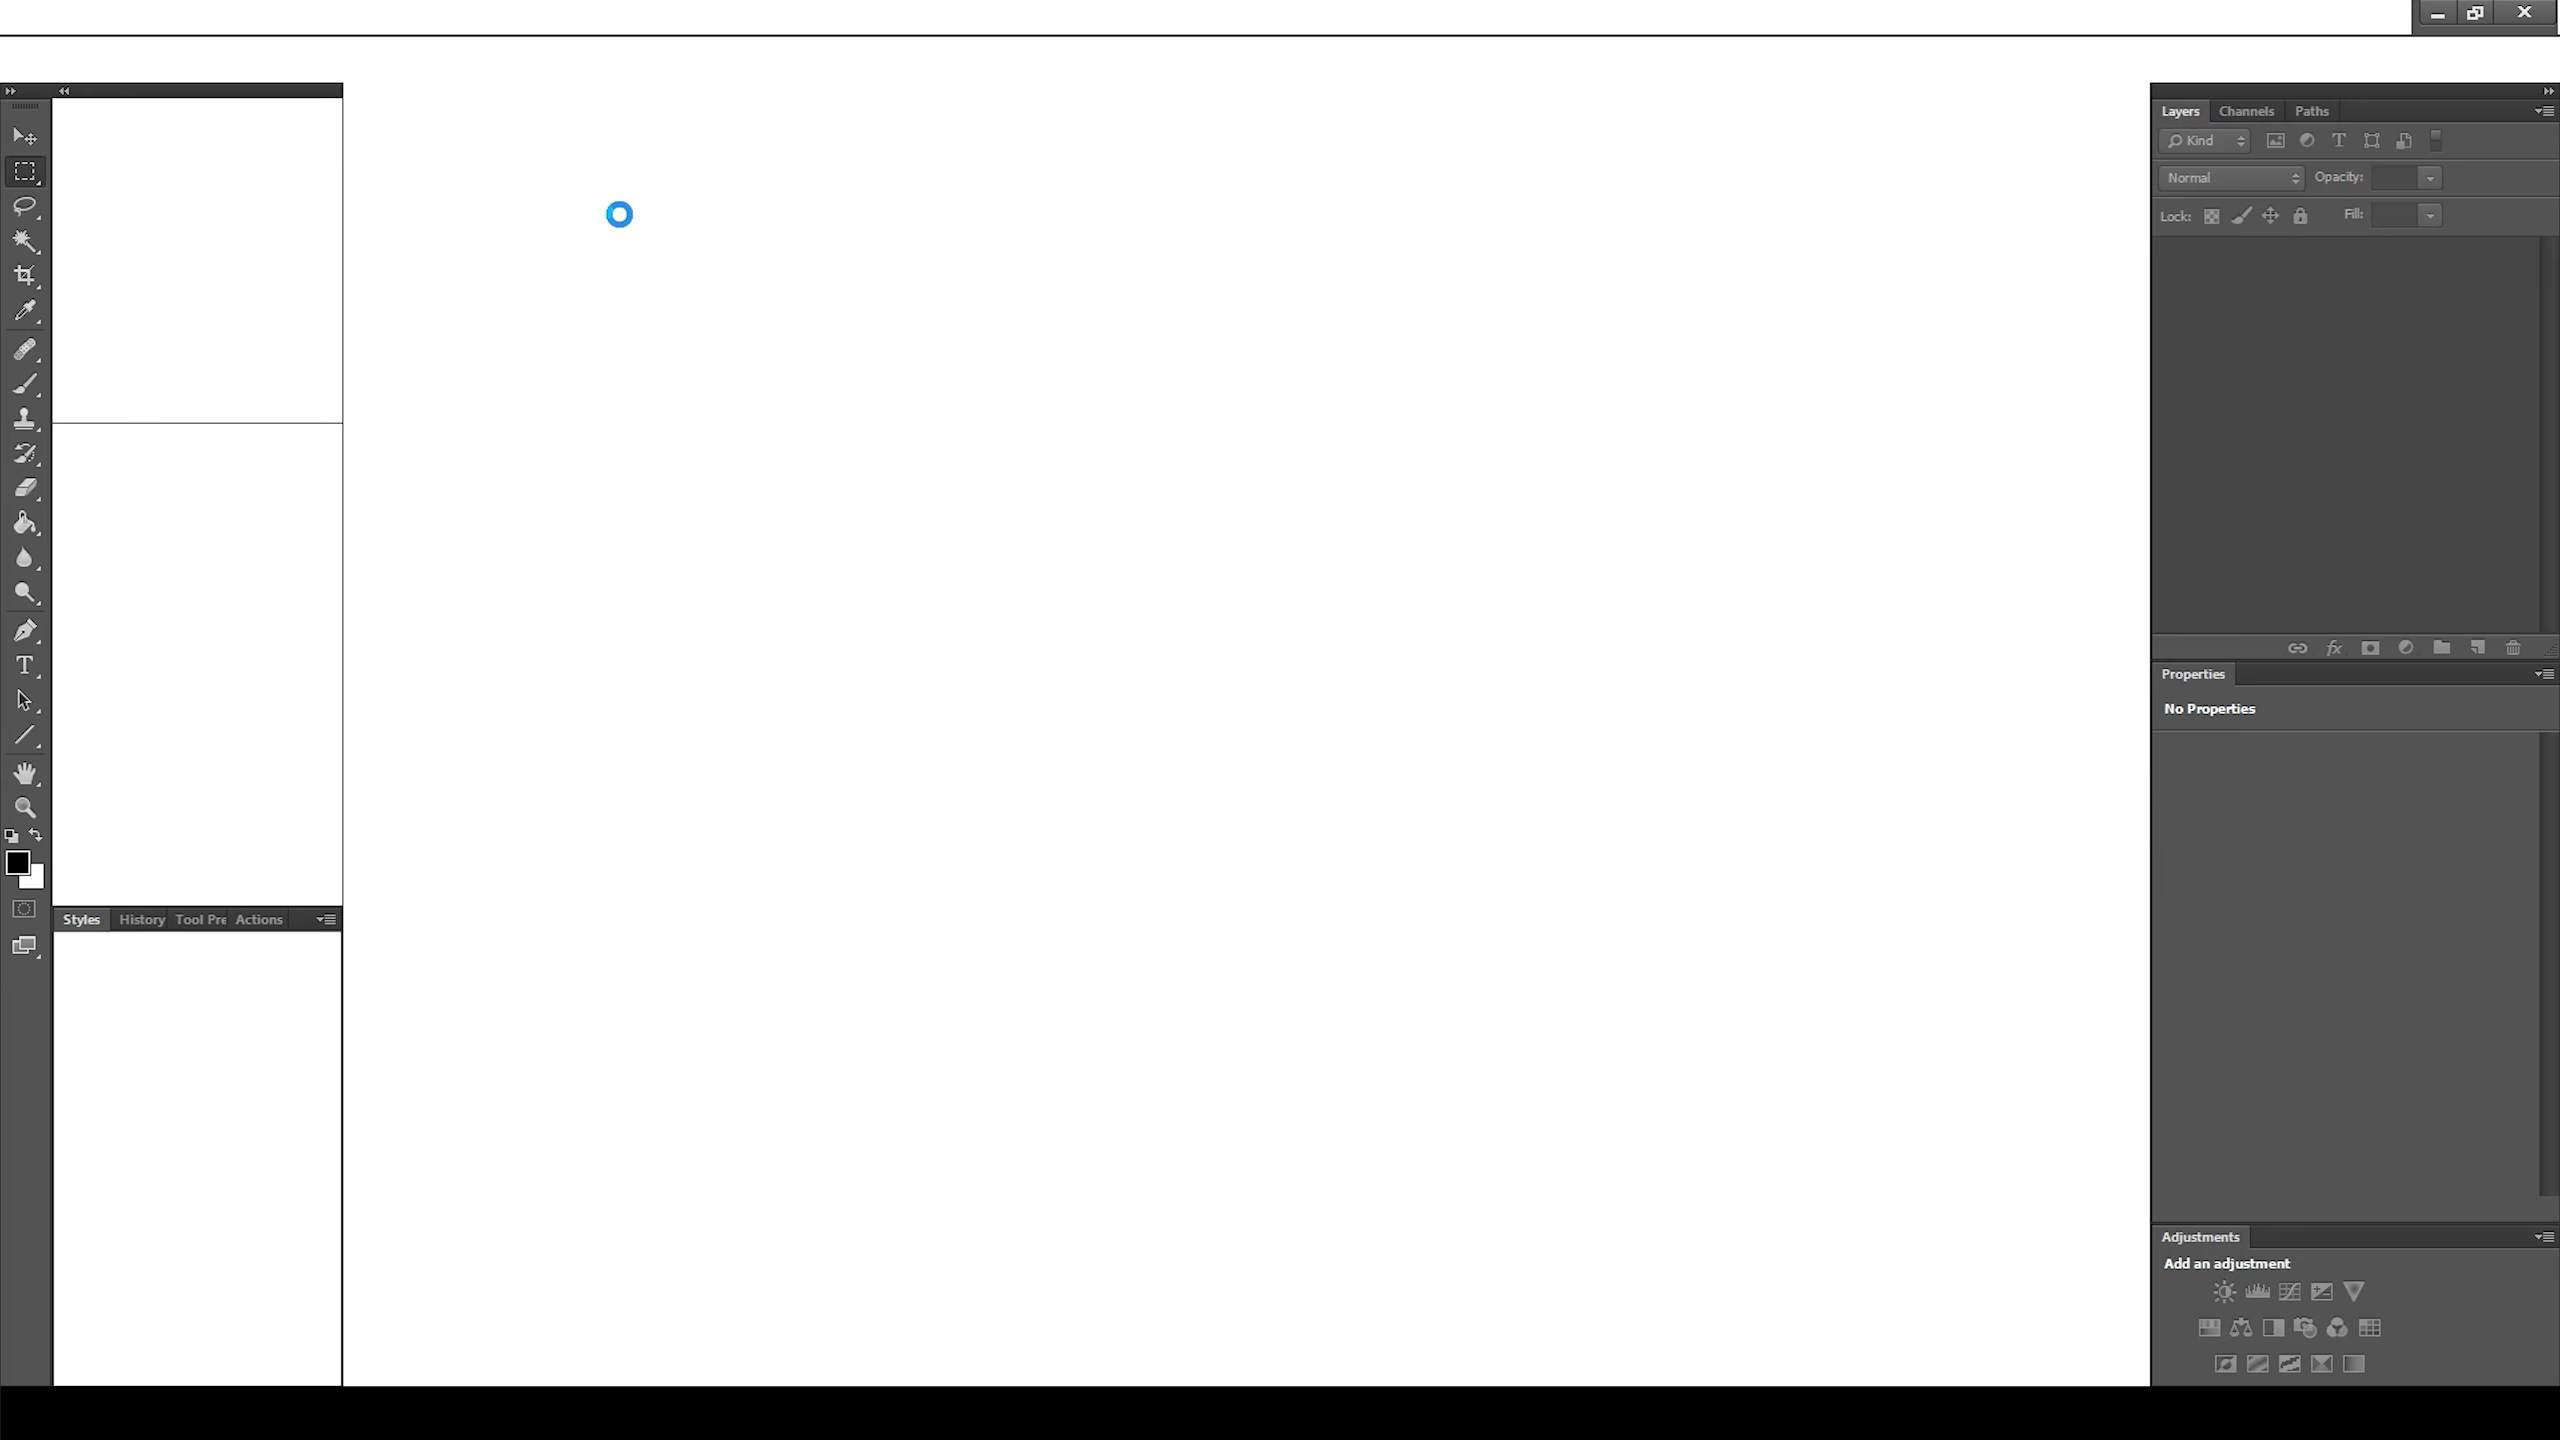 Layers Channels Paths
Kind
Normal Opacity:
Lock: Fill:
Properties
No Properties
Styles History Tool Pre Actions
Adjustments
Add an adjustment